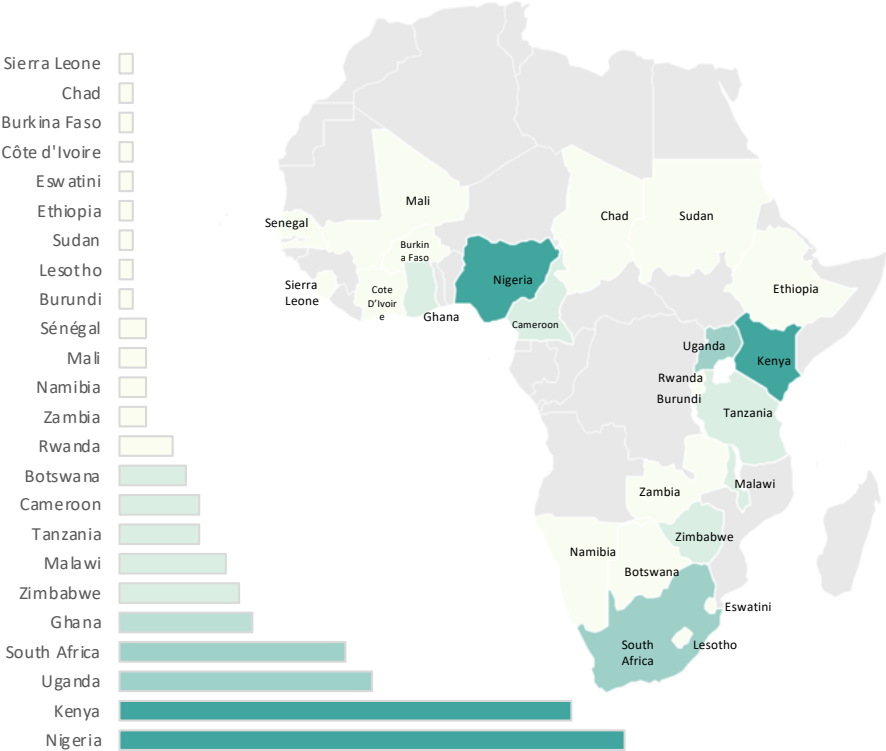 Sierra Leone
Chad
Burkina Faso
Côte d'Ivoire
Eswatini
Ethiopia
Sudan
Lesotho
Burundi
Sénégal
Mali
Namibia
Zambia
Rwanda
Botswana
Cameroon
Tanzania
Malawi
Zimbabwe
Ghana
South Africa
Uganda
Kenya
Nigeria
Mali
Chad
Sudan
Senegal
Burkin
a Faso
Nigeria
Sierra
Leone
Cote
D'Ivoir
e
Ghana
Cameroon
Ethiopia
Uganda
Kenya
Rwanda
Burundi
Tanzania
Malawi
Zambia
Zimbabwe
Namibia
Botswana
Eswatini
South
Africa
Lesotho